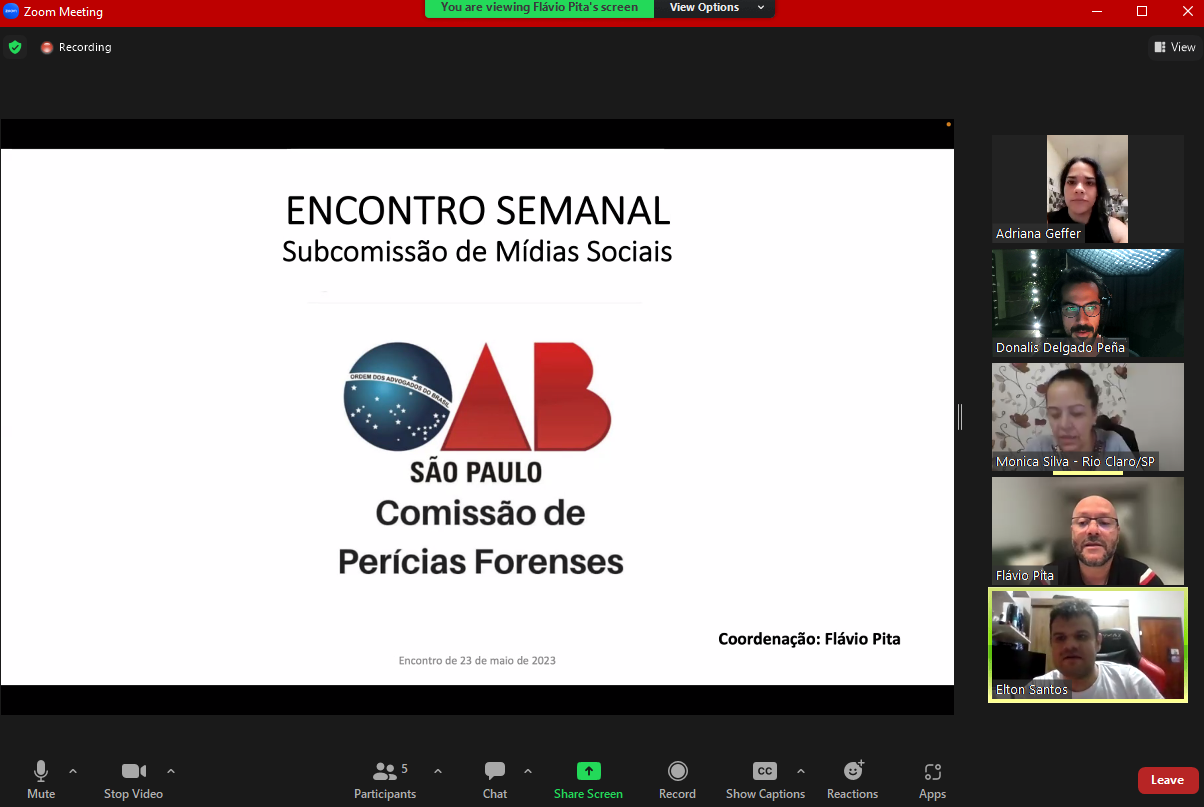 zoom Zoom Meeting
You are viewing Flávio Pita's screen
View Options
Recording
View
ENCONTRO SEMANAL
Subcomissão de Mídias Sociais
ORDEM DOS ADVOGADOS DO BRASIL
OAB
SÃO PAULO
Comissão de
Perícias Forenses
Coordenação: Flávio Pita
Encontro de 23 de maio de 2023
Adriana Geffer
Donalis Delgado Peña
Monica Silva - Rio Claro/SP
Flávio Pita
Elton Santos
Mute
Stop Video
5
Participants
Chat
Share Screen
Record
CC
Show Captions
Reactions
Apps
Leave